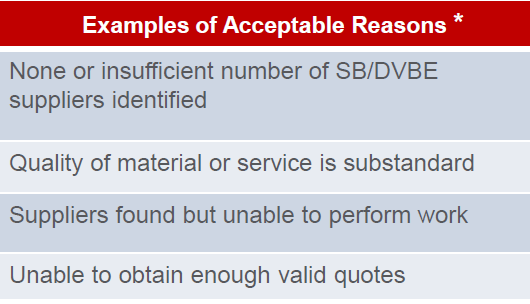 Examples of Acceptable Reasons *
None or insufficient number of SB/DVBE
suppliers identified
Quality of material or service is substandard
Suppliers found but unable to perform work
Unable to obtain enough valid quotes